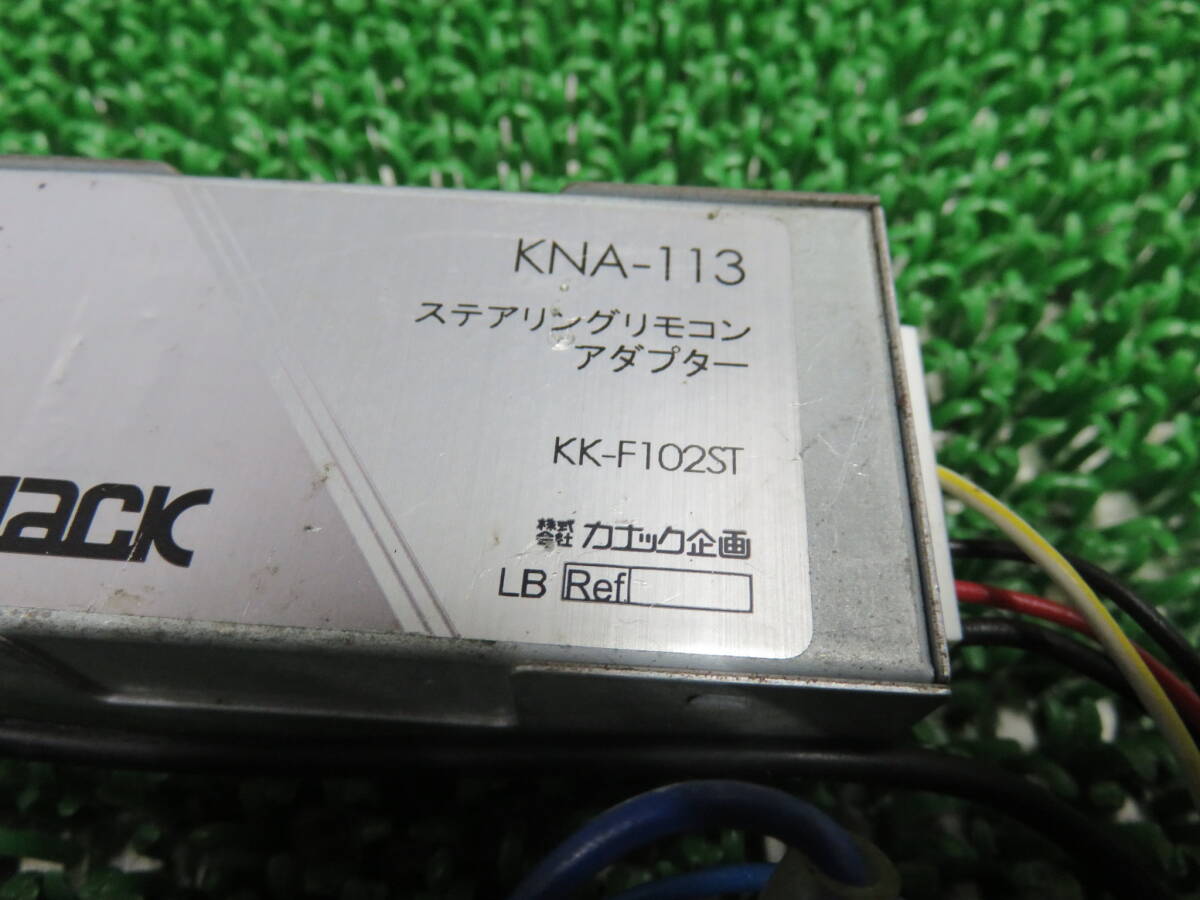 KNA-113
ステアリングリモコン
アダプター
KK-F102ST
株式会社 カナック企画
LB Ref.